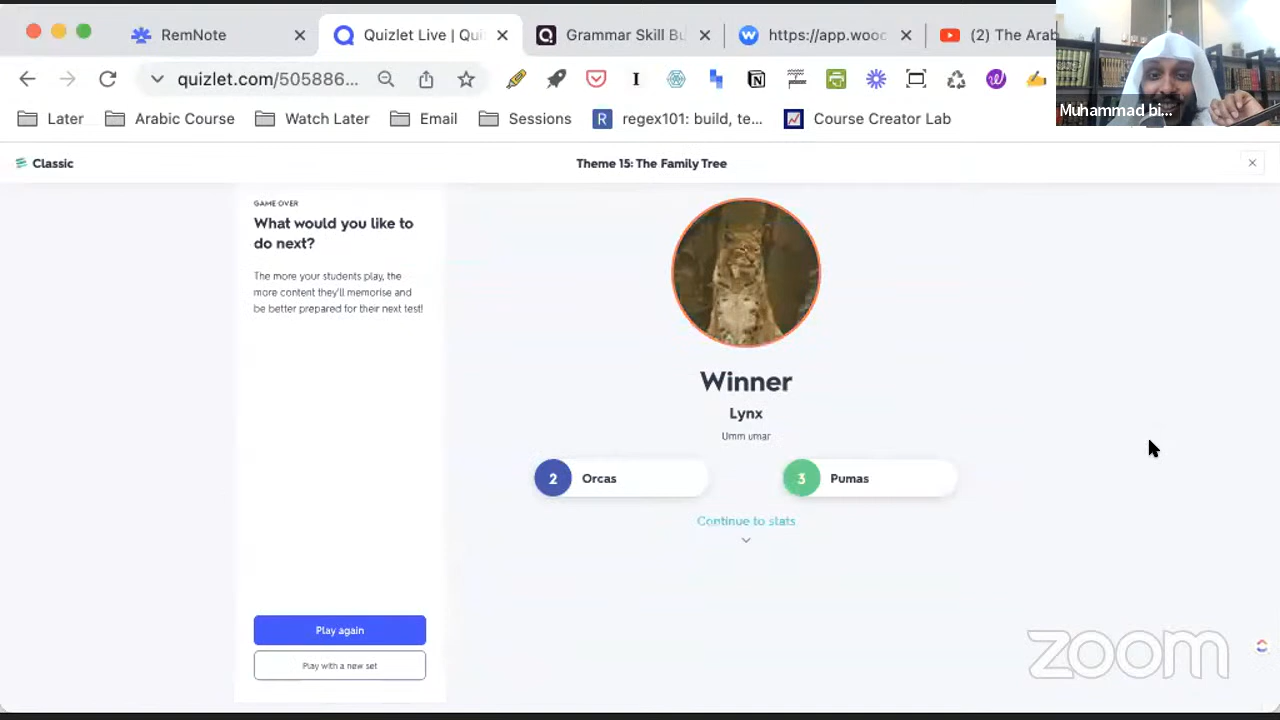 RemNote
Quizlet Live | Qui
Grammar Skill Bu
https://app.wooc
(2) The Arab
quizlet.com/505886...
Later
Arabic Course
Watch Later
Email
Sessions
R
regex101: build, te...
Course Creator Lab
Muhammad bi...
Classic
Theme 15: The Family Tree
GAME OVER
What would you like to
do next?
The more your students play, the
more content they'll memorise and
be better prepared for their next test!
Winner
Lynx
Umm umar
2 Orcas
3 Pumas
Continue to stats
Play again
Play with a new set
zoom